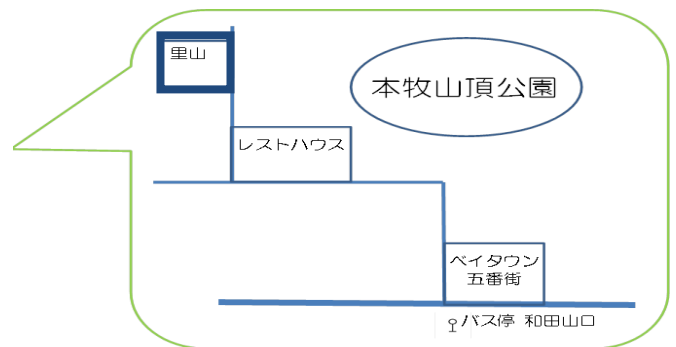 里山
本牧山頂公園
レストハウス
ベイタウン
五番街
バス停 和田山口